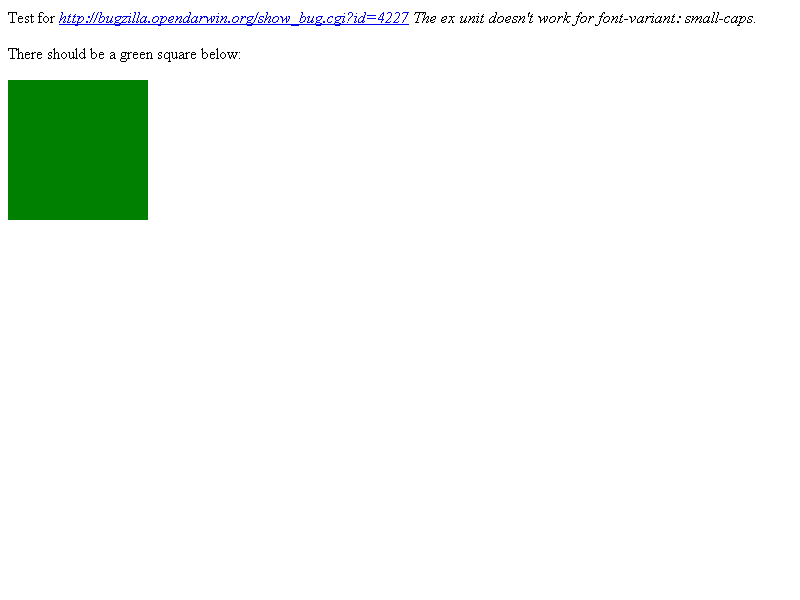 Test for http://bugzilla.opendarwin.org/show_bug.cgi?id=4227 The ex unit doesn't work for font-variant: small-caps.
There should be a green square below: